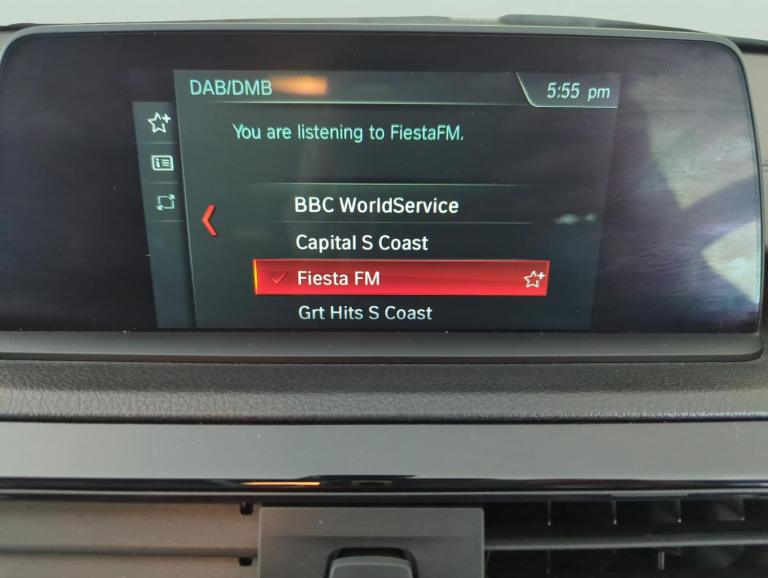 DAB/DMB
5:55 pm
You are listening to FiestaFM.
BBC WorldService
Capital S Coast
Fiesta FM
Grt Hits S Coast